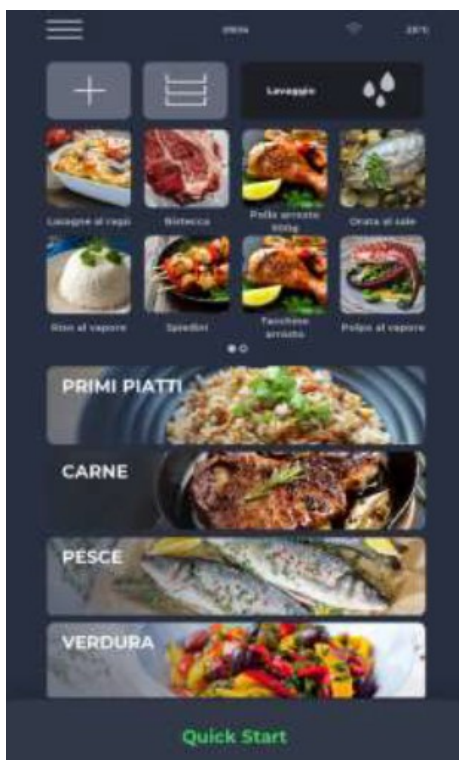 Lavaggio
Lasagne al ragù
Bistecca
Pollo arrosto
900g
Orata al sale
Riso al vapore
Spiedini
Tacchino
arrosto
Polpo al vapore
PRIMI PIATTI
CARNE
PESCE
VERDURA
Quick Start